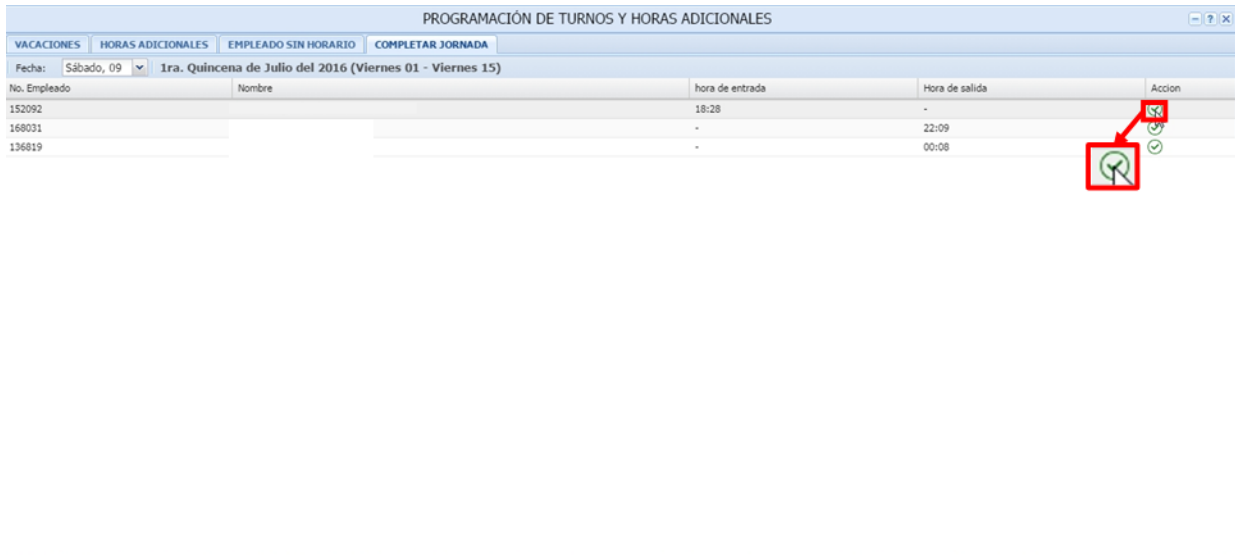 PROGRAMACIÓN DE TURNOS Y HORAS ADICIONALES
VACACIONES HORAS ADICIONALES EMPLEADO SIN HORARIO COMPLETAR JORNADA
Fecha: Sábado, 09 1ra. Quincena de Julio del 2016 (Viernes 01 - Viernes 15)
No. Empleado Nombre hora de entrada Hora de salida Accion
152092 18:28 -
168031 - 22:09
136819 - 00:08